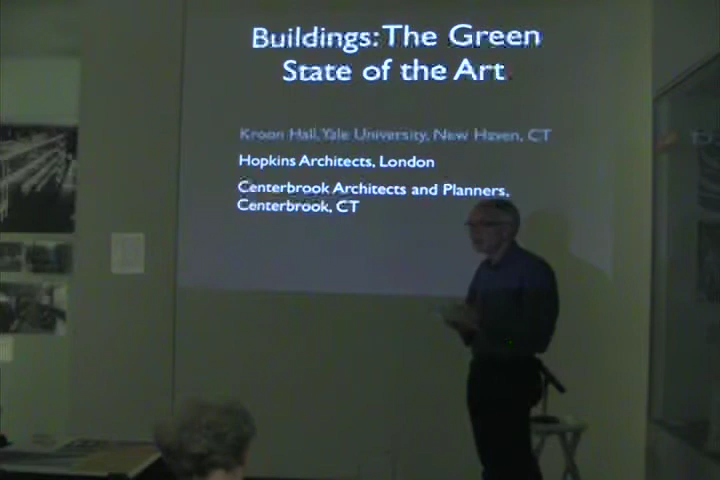 Buildings: The Green
State of the Art
Kroon Hall, Yale University, New Haven, CT
Hopkins Architects, London
Centerbrook Architects and Planners,
Centerbrook, CT